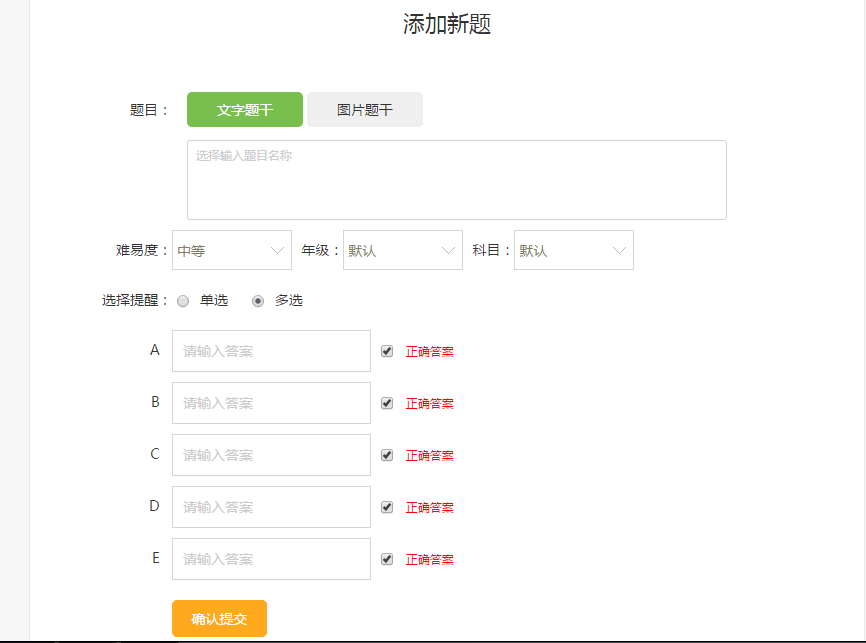 添加新题
题目： 文字题干 图片题干
选择输入题目名称
难易度： 中等 年级： 默认 科目： 默认
选择提醒： 单选 多选
A 请输入答案 正确答案
B 请输入答案 正确答案
C 请输入答案 正确答案
D 请输入答案 正确答案
E 请输入答案 正确答案
确认提交